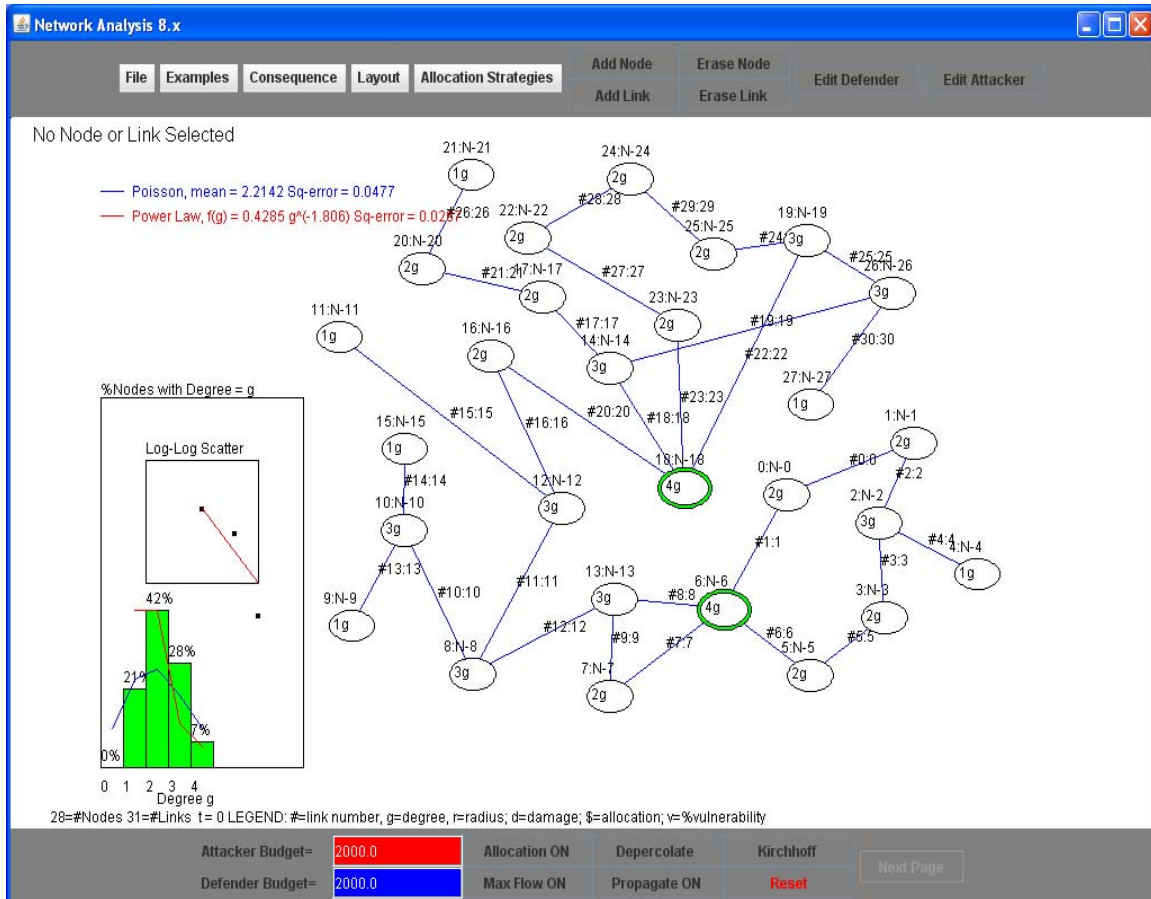 Network Analysis 8.x
File Examples Consequence Layout Allocation Strategies Add Node Erase Node Edit Defender Edit Attacker
Add Link Erase Link
No Node or Link Selected
21:N-21
1g
24:N-24
2g
Poisson, mean = 2.2142 Sq-error = 0.0477
#28:28
Power Law, f(g) = 0.4285 g^(-1.806) Sq-error = 0.0267
#26:26
22:N-22
2g
#29:29
19:N-19
3g
25:N-25
2g
#24:
20:N-20
2g
#25:25
26:N-26
3g
#21:21
17:N-17
2g
#27:27
23:N-23
2g
11:N-11
1g
#17:17
#19:19
16:N-16
2g
14:N-14
3g
#22:22
#30:30
27:N-27
1g
%Nodes with Degree = g
#23:23
#15:15
#16:16
#20:20
#18:18
1:N-1
2g
15:N-15
1g
Log-Log Scatter
#14:14
18:N-18
4g
0:N-0
2g
#0:0
#2:2
12:N-12
3g
2:N-2
3g
10:N-10
3g
#1:1
#4:4
4:N-4
1g
#3:3
#13:13
#10:10
#11:11
13:N-13
3g
6:N-6
4g
#8:8
3:N-3
2g
9:N-9
1g
#12:12
#9:9
#7:7
#6:6
#5:5
8:N-8
3g
7:N-7
2g
5:N-5
2g
42%
28%
21%
7%
0%
0 1 2 3 4
Degree g
28=#Nodes 31=#Links t = 0 LEGEND: #=link number, g=degree, r=radius; d=damage; $=allocation; v=%vulnerability
Attacker Budget= 2000.0 Allocation ON Depercolate Kirchhoff Next Page
Defender Budget= 2000.0 Max Flow ON Propagate ON Reset